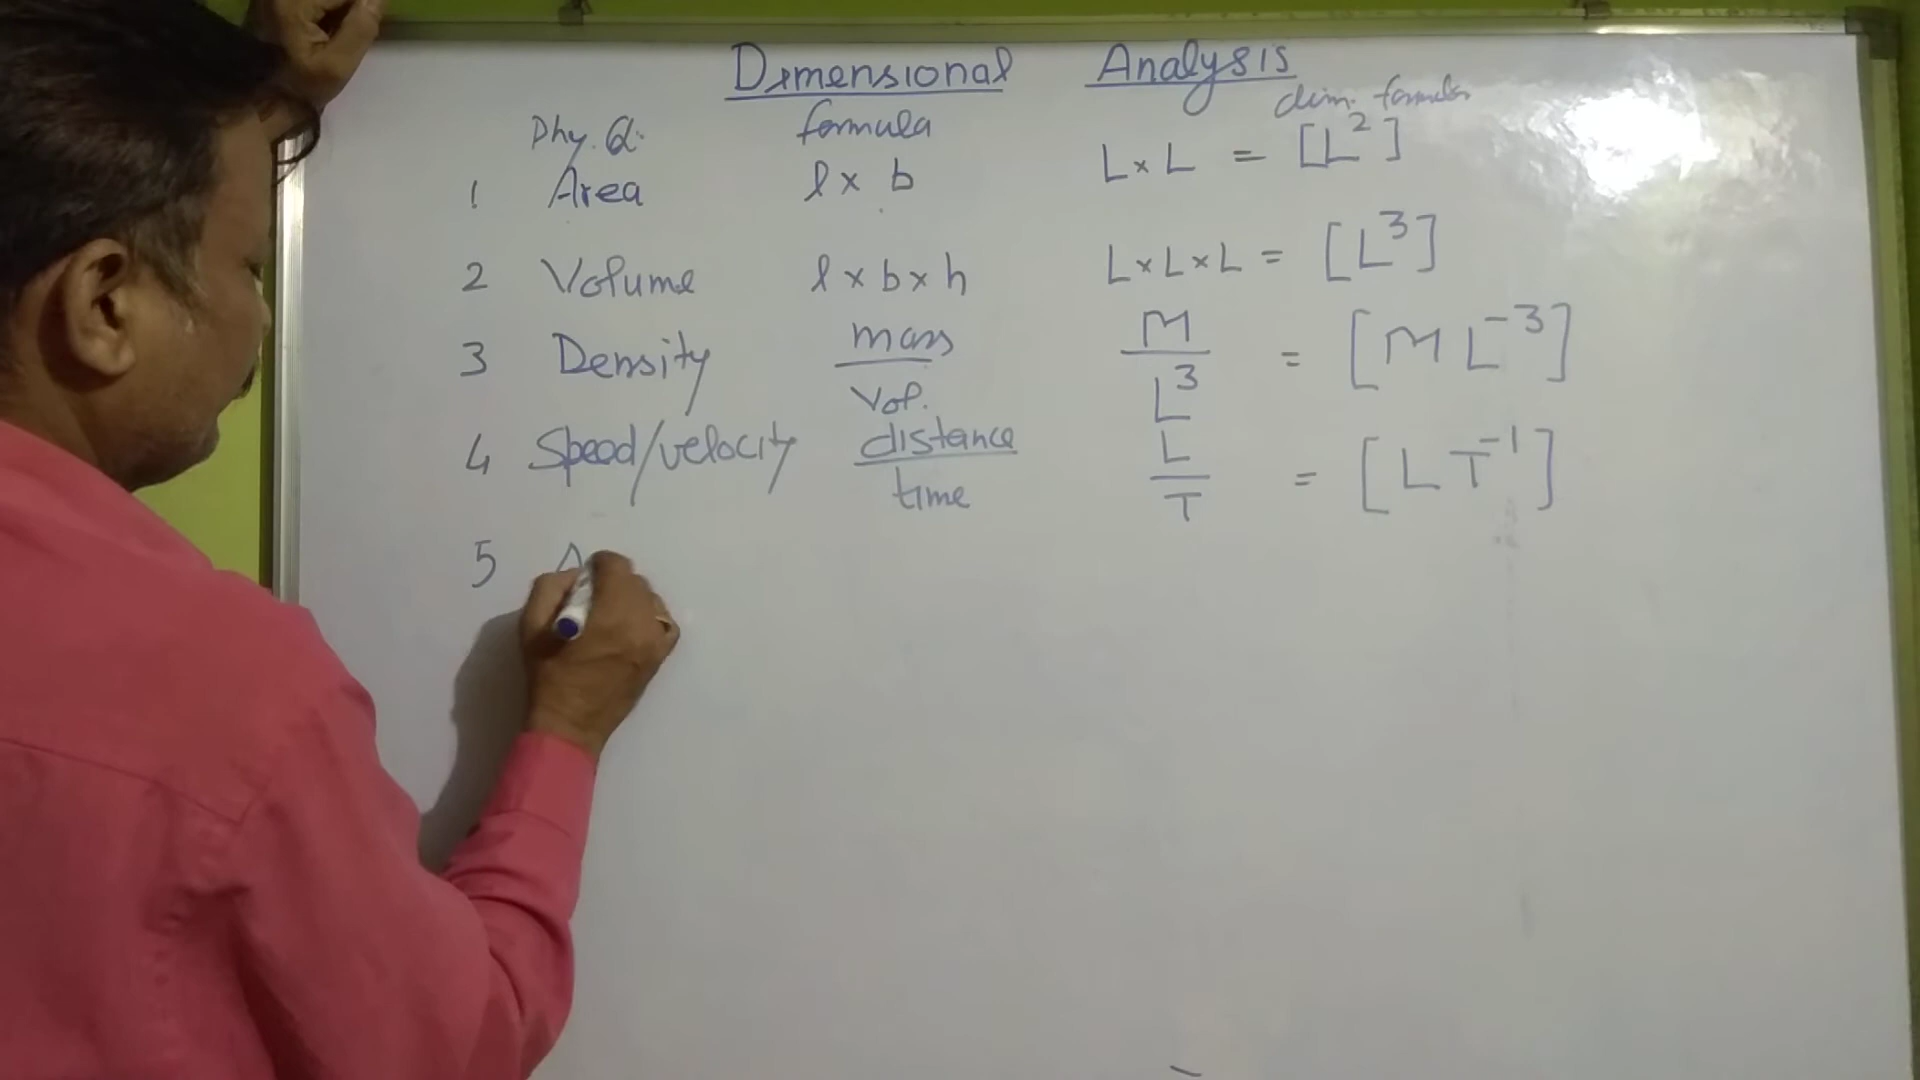 Dimensional Analysis
Phy. Q. formula dim. formula
1 Area l × b L × L = [L²]
2 Volume l × b × h L × L × L = [L³]
3 Density mass / Vol. M / L³ = [M L⁻³]
4 Speed/velocity distance / time L / T = [L T⁻¹]
5 A